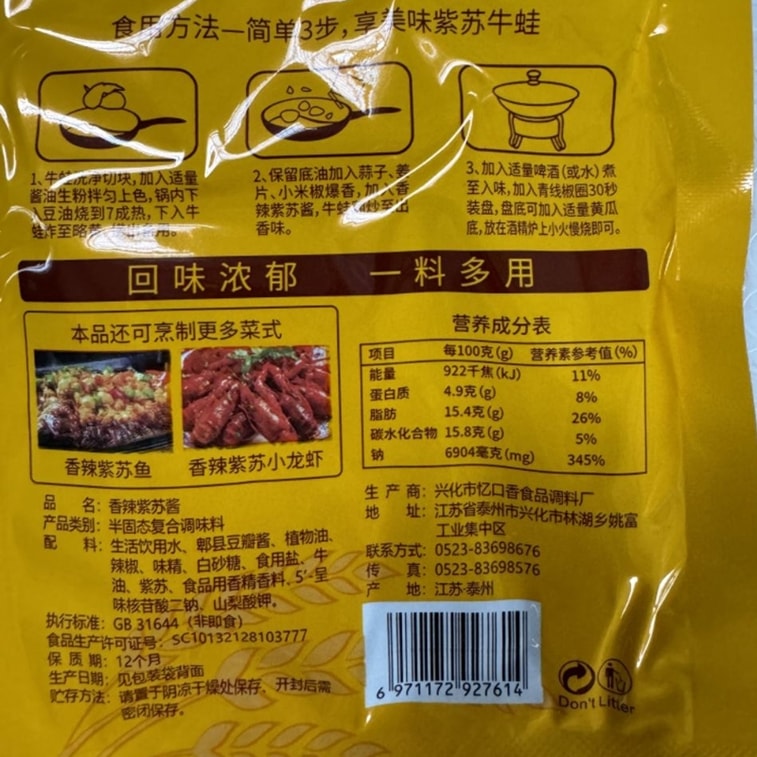 食用方法—简单3步，享美味紫苏牛蛙
1、牛蛙洗净切块，加入适量
酱油生粉拌匀上色，锅内下
入豆油烧到7成热，下入牛
蛙炸至略黄，捞出备用。
2、保留底油加入蒜子、姜
片、小米椒爆香，加入香
辣紫苏酱，牛蛙翻炒至出
香味。
3、加入适量啤酒(或水)煮
至入味，加入青线椒圈30秒
装盘，盘底可加入适量黄瓜
底，放在酒精炉上小火慢烧即可。
回味浓郁 一料多用
本品还可烹制更多菜式
香辣紫苏鱼 香辣紫苏小龙虾
营养成分表
项目 每100克(g) 营养素参考值(%)
能量 922千焦(kJ) 11%
蛋白质 4.9克(g) 8%
脂肪 15.4克(g) 26%
碳水化合物 15.8克(g) 5%
钠 6904毫克(mg) 345%
品 名：香辣紫苏酱
产品类别：半固态复合调味料
配 料：生活饮用水、郫县豆瓣酱、植物油、
辣椒、味精、白砂糖、食用盐、牛
油、紫苏、食品用香精香料、5’-呈
味核苷酸二钠、山梨酸钾。
执行标准：GB 31644（非即食）
食品生产许可证号：SC10132128103777
保 质 期：12个月
生产日期：见包装袋背面
贮存方法：请置于阴凉干燥处保存，开封后需
密闭保存。
生 产 商：兴化市忆口香食品调料厂
地 址：江苏省泰州市兴化市林湖乡姚富
工业集中区
联系方式：0523-83698676
传 真：0523-83698576
产 地：江苏·泰州
6 971172 927614
Don't Litter